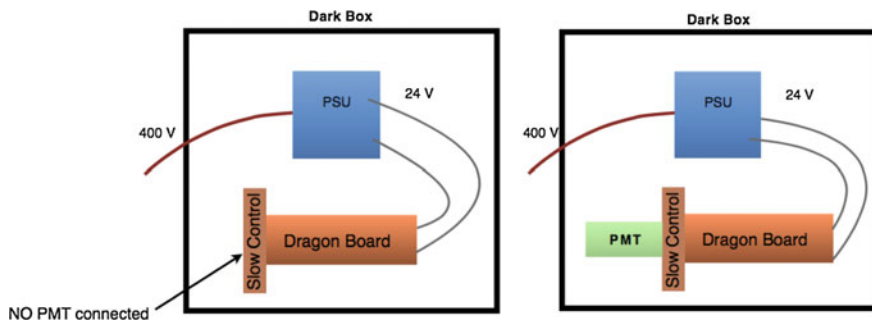 Dark Box
PSU
24 V
400 V
Slow Control
Dragon Board
NO PMT connected
Dark Box
PSU
24 V
400 V
PMT
Slow Control
Dragon Board